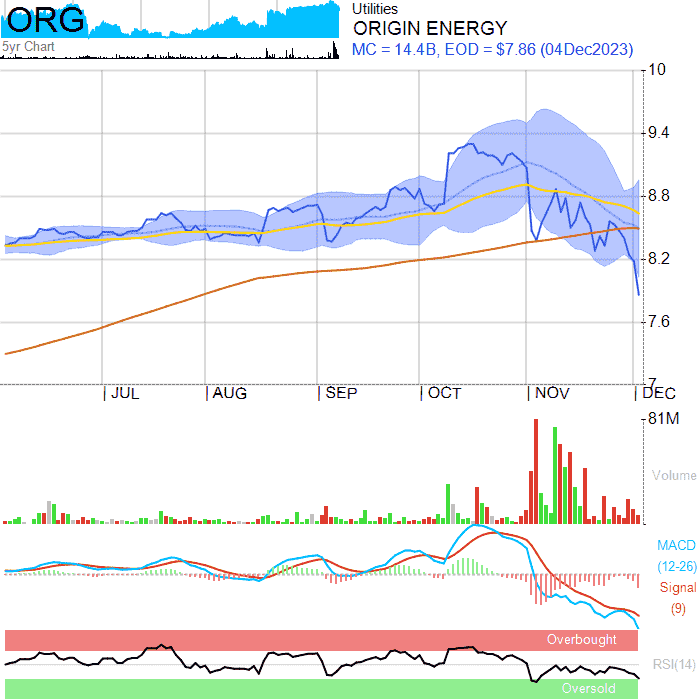 ORG
5yr Chart
Utilities
ORIGIN ENERGY
MC = 14.4B, EOD = $7.86 (04Dec2023)
10
9.4
8.8
8.2
7.6
7
JUL AUG SEP OCT NOV DEC
81M
Volume
MACD
(12-26)
Signal
(9)
Overbought
RSI(14)
Oversold